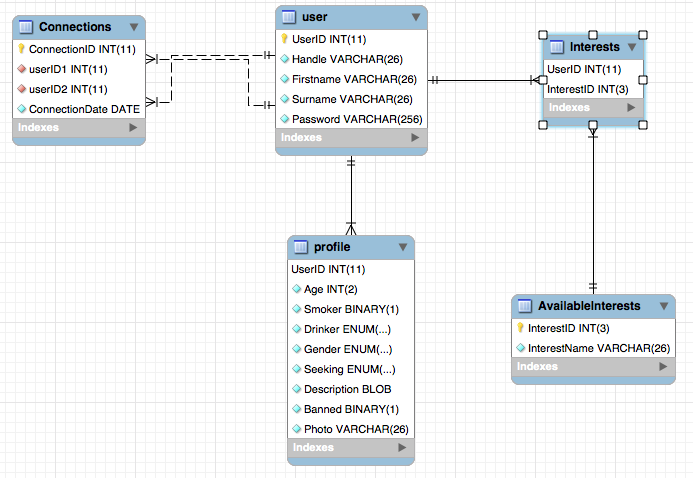 Connections
ConnectionID INT(11)
userID1 INT(11)
userID2 INT(11)
ConnectionDate DATE
Indexes
user
UserID INT(11)
Handle VARCHAR(26)
Firstname VARCHAR(26)
Surname VARCHAR(26)
Password VARCHAR(256)
Indexes
Interests
UserID INT(11)
InterestID INT(3)
Indexes
profile
UserID INT(11)
Age INT(2)
Smoker BINARY(1)
Drinker ENUM(...)
Gender ENUM(...)
Seeking ENUM(...)
Description BLOB
Banned BINARY(1)
Photo VARCHAR(26)
Indexes
AvailableInterests
InterestID INT(3)
InterestName VARCHAR(26)
Indexes